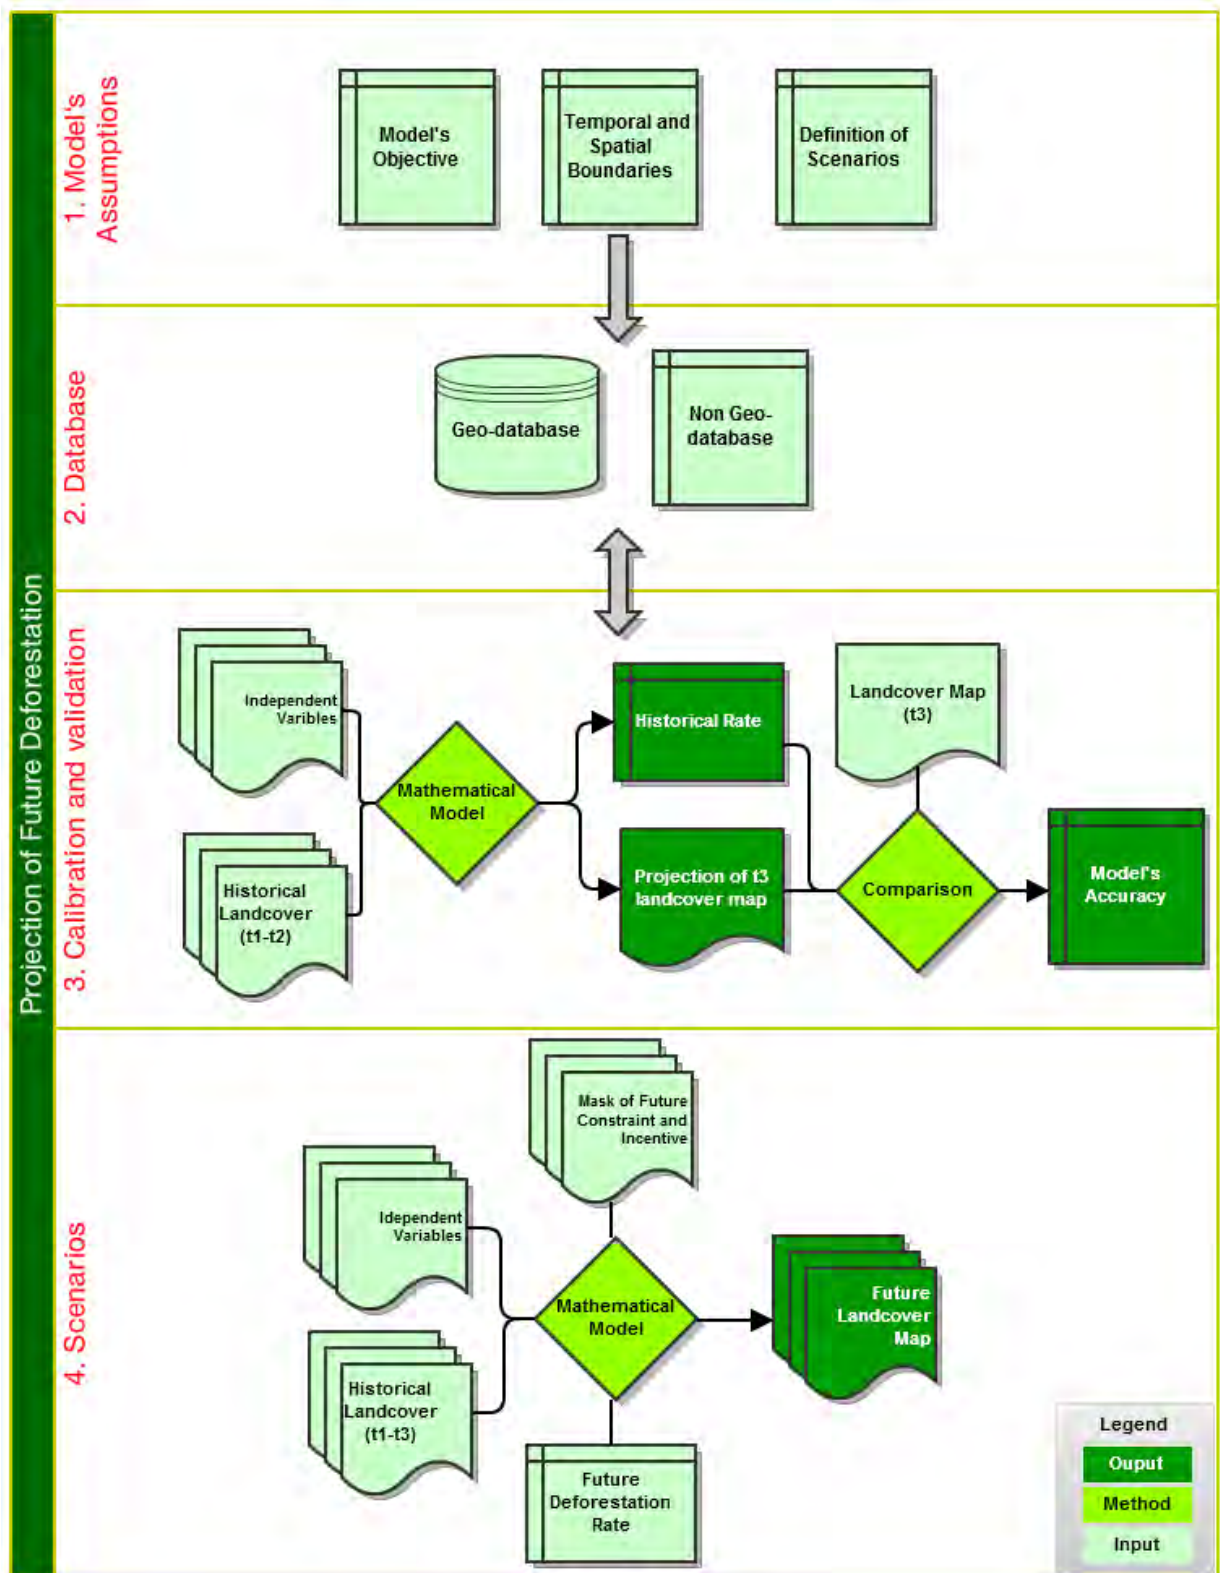 Projection of Future Deforestation
1. Model's
Assumptions
Model's
Objective
Temporal and
Spatial
Boundaries
Definition of
Scenarios
2. Database
Geo-database
Non Geo-
database
3. Calibration and validation
Independent
Varibles
Historical
Landcover
(t1-t2)
Mathematical
Model
Historical Rate
Projection of t3
landcover map
Landcover Map
(t3)
Comparison
Model's
Accuracy
4. Scenarios
Mask of Future
Constraint and
Incentive
Idependent
Variables
Historical
Landcover
(t1-t3)
Mathematical
Model
Future
Deforestation
Rate
Future
Landcover
Map
Legend
Ouput
Method
Input